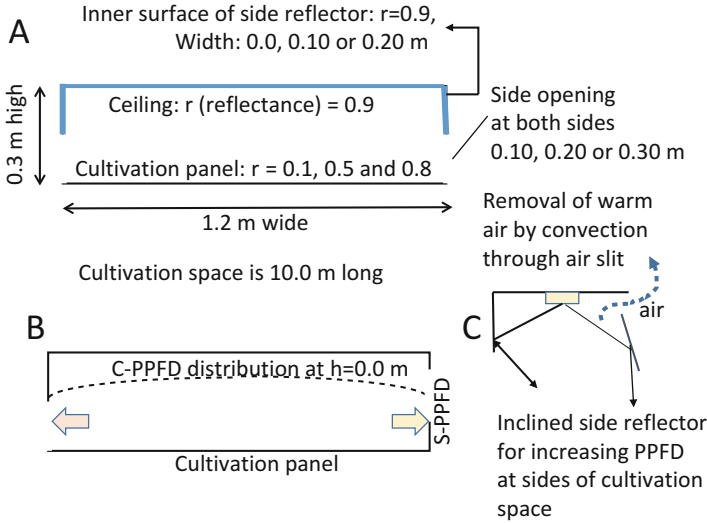 A
Inner surface of side reflector: r=0.9,
Width: 0.0, 0.10 or 0.20 m
0.3 m high
Ceiling: r (reflectance) = 0.9
Side opening
at both sides
0.10, 0.20 or 0.30 m
Cultivation panel: r = 0.1, 0.5 and 0.8
1.2 m wide
Cultivation space is 10.0 m long
Removal of warm
air by convection
through air slit
air
B
C-PPFD distribution at h=0.0 m
S-PPFD
Cultivation panel
C
Inclined side reflector
for increasing PPFD
at sides of cultivation
space